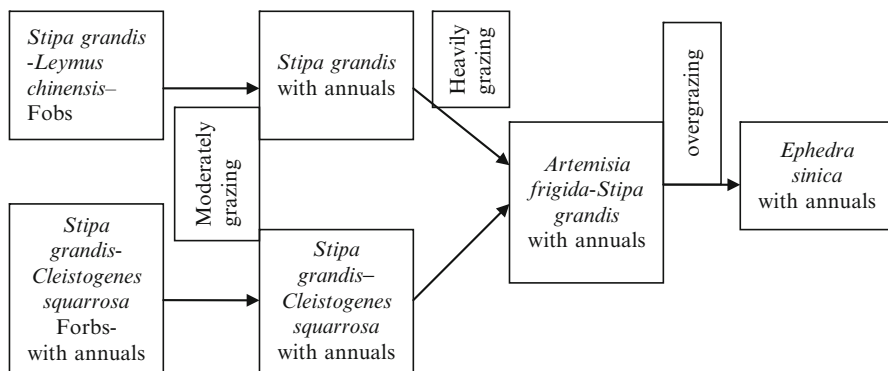 Stipa grandis
-Leymus
chinensis–
Fobs
Moderately
grazing
Stipa grandis
with annuals
Heavily
grazing
overgrazing
Artemisia
frigida-Stipa
grandis
with annuals
Ephedra
sinica
with annuals
Stipa
grandis-
Cleistogenes
squarrosa
Forbs-
with annuals
Stipa
grandis–
Cleistogenes
squarrosa
with annuals